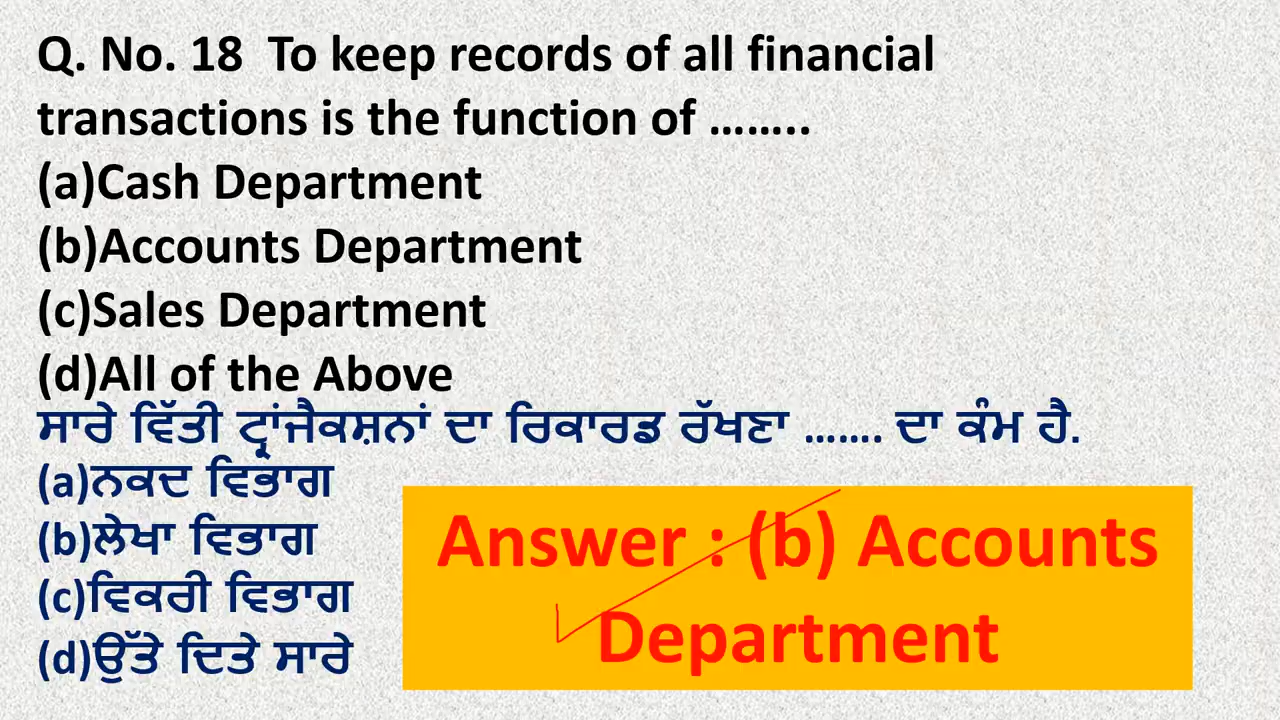 Q. No. 18  To keep records of all financial
transactions is the function of ……..
(a)Cash Department
(b)Accounts Department
(c)Sales Department
(d)All of the Above
ਸਾਰੇ ਵਿੱਤੀ ਟ੍ਰਾਂਜੈਕਸ਼ਨਾਂ ਦਾ ਰਿਕਾਰਡ ਰੱਖਣਾ ……. ਦਾ ਕੰਮ ਹੈ.
(a)ਨਕਦ ਵਿਭਾਗ
(b)ਲੇਖਾ ਵਿਭਾਗ
(c)ਵਿਕਰੀ ਵਿਭਾਗ
(d)ਉੱਤੇ ਦਿਤੇ ਸਾਰੇ
Answer : (b) Accounts
Department